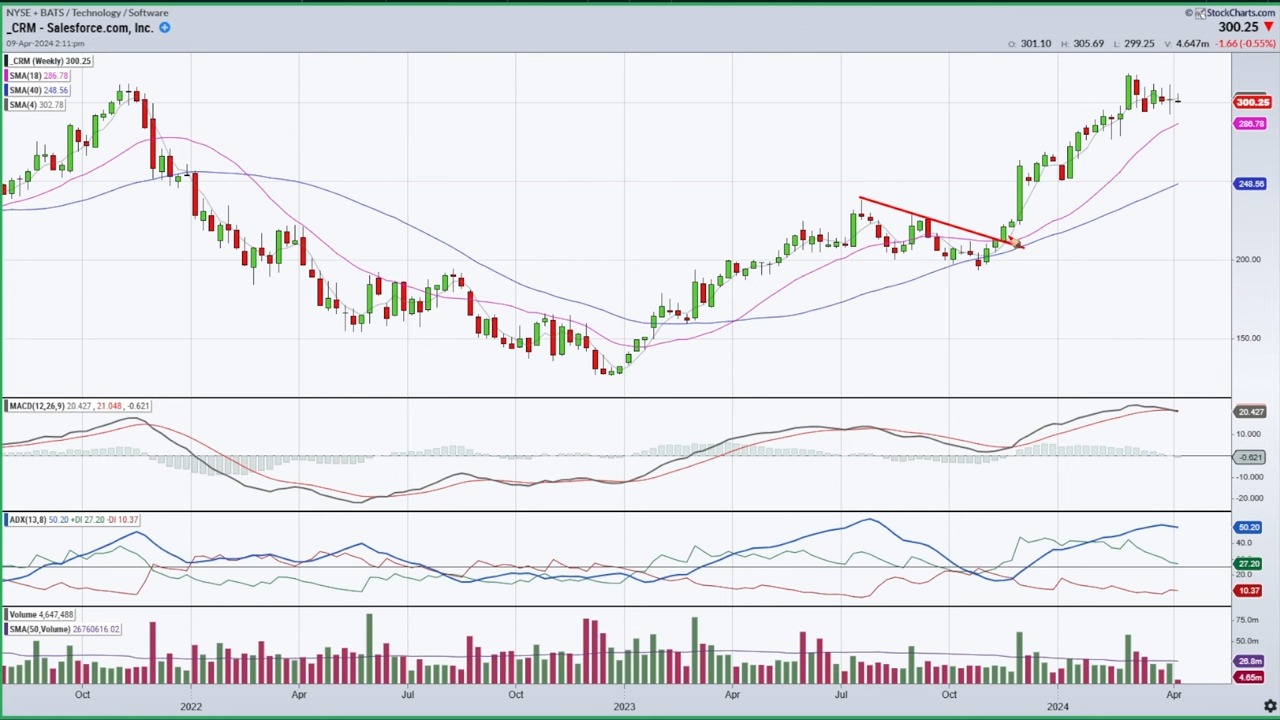 NYSE + BATS / Technology / Software
_CRM - Salesforce.com, Inc.
09-Apr-2024 2:11:pm
© StockCharts.com
300.25
O: 301.10 H: 305.69 L: 299.25 V: 4.647m -1.66 (-0.55%)
_CRM (Weekly) 300.25
SMA(18) 286.78
SMA(40) 248.56
SMA(4) 302.78
300.25
286.78
248.56
200.00
150.00
MACD(12,26,9) 20.427, 21.048, -0.621
20.427
10.000
-0.621
-10.000
-20.000
ADX(13,8) 50.20 +DI 27.20 -DI 10.37
50.20
40.0
27.20
20.0
10.37
Volume 4,647,488
SMA(50,Volume) 26760616.02
75.0m
50.0m
26.8m
4.65m
Oct 2022 Apr Jul Oct 2023 Apr Jul Oct 2024 Apr